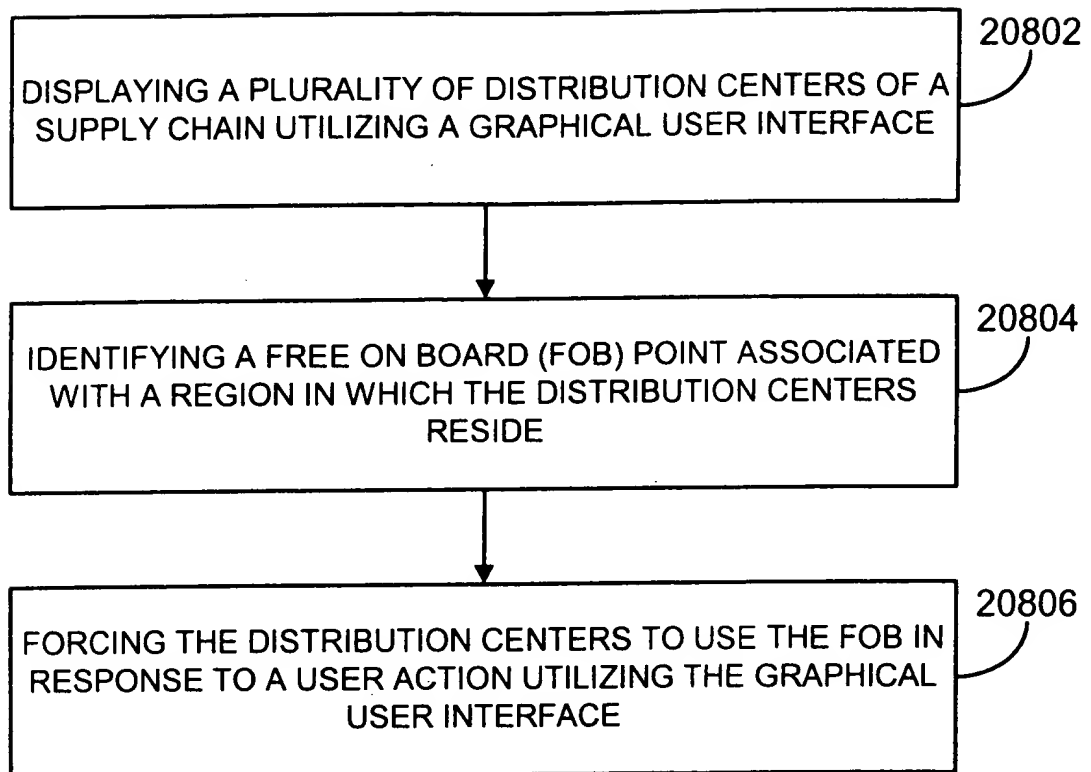 20802
DISPLAYING A PLURALITY OF DISTRIBUTION CENTERS OF A
SUPPLY CHAIN UTILIZING A GRAPHICAL USER INTERFACE
20804
IDENTIFYING A FREE ON BOARD (FOB) POINT ASSOCIATED
WITH A REGION IN WHICH THE DISTRIBUTION CENTERS
RESIDE
20806
FORCING THE DISTRIBUTION CENTERS TO USE THE FOB IN
RESPONSE TO A USER ACTION UTILIZING THE GRAPHICAL
USER INTERFACE